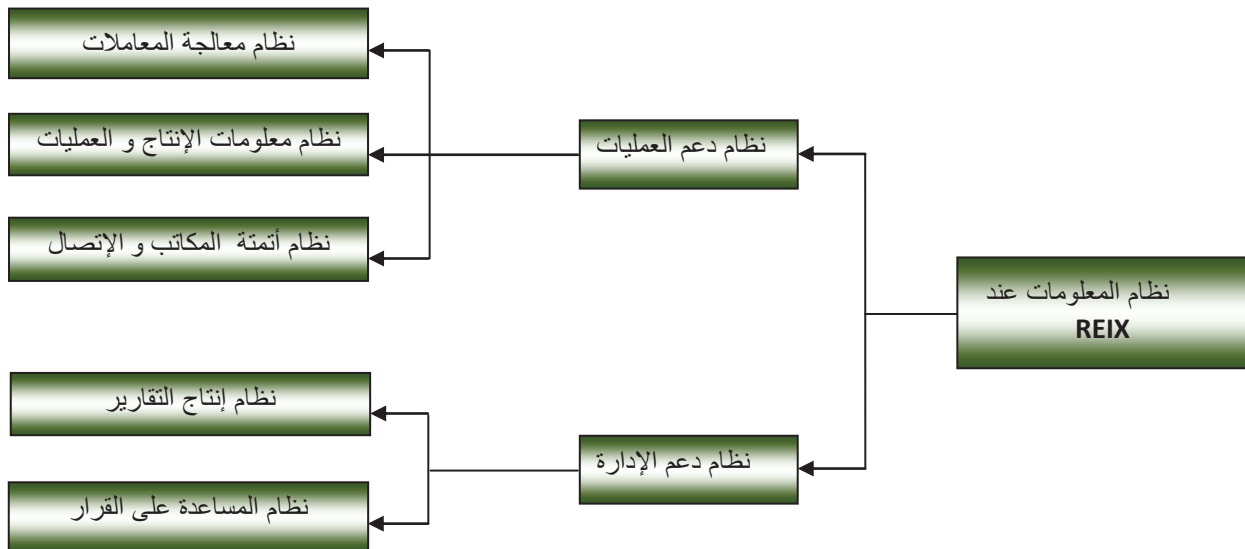 نظام المعلومات عند
REIX
نظام دعم العمليات
نظام معالجة المعاملات
نظام معلومات الإنتاج و العمليات
نظام أتمتة المكاتب و الإتصال
نظام دعم الإدارة
نظام إنتاج التقارير
نظام المساعدة على القرار